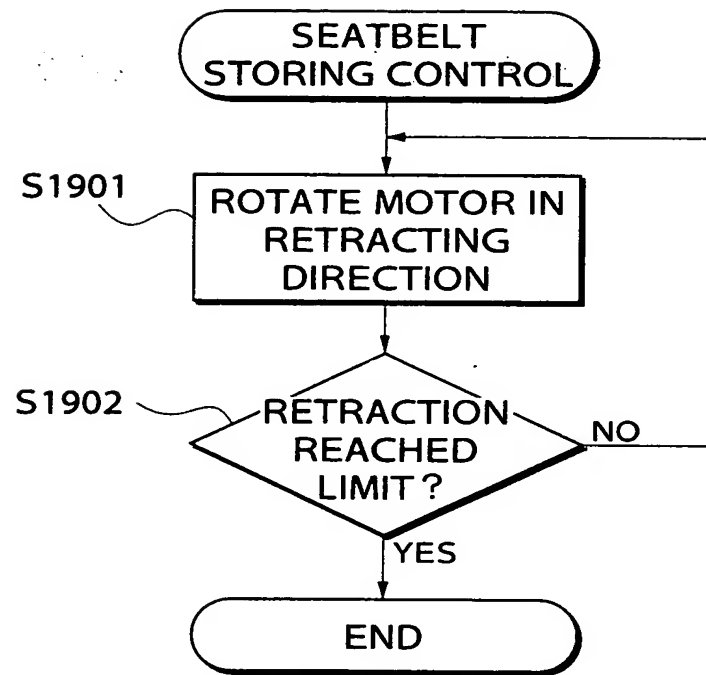 SEATBELT
STORING CONTROL
S1901
ROTATE MOTOR IN
RETRACTING
DIRECTION
S1902
RETRACTION
REACHED
LIMIT?
NO
YES
END